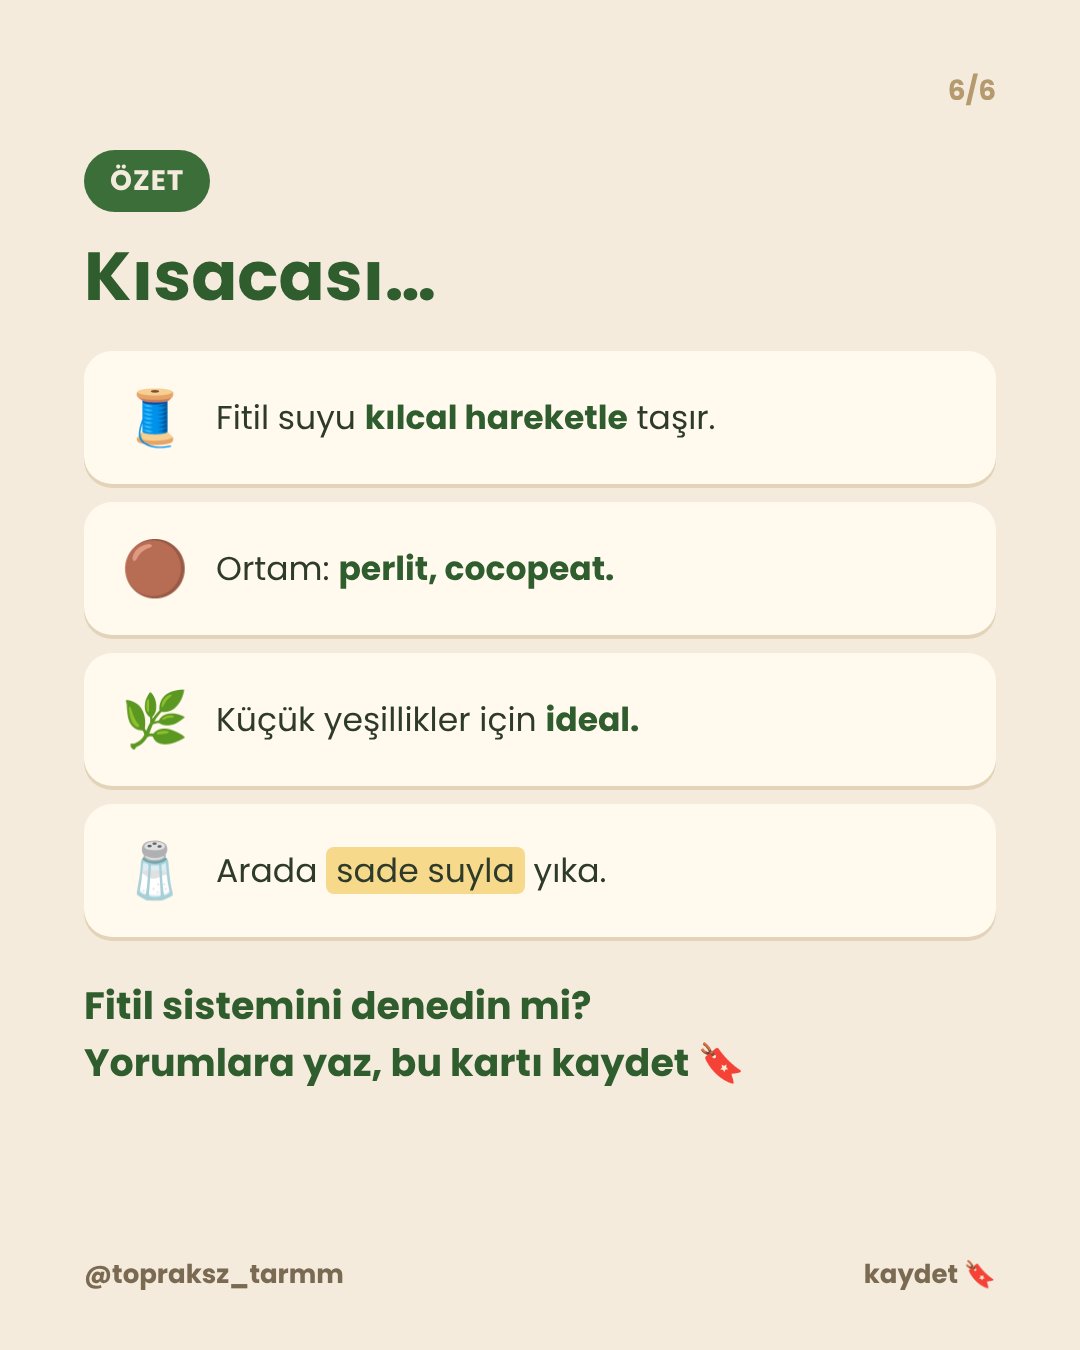 6/6
ÖZET
Kısacası...
Fitil suyu kılcal hareketle taşır.
Ortam: perlit, cocopeat.
Küçük yeşillikler için ideal.
Arada sade suyla yıka.
Fitil sistemini denedin mi?
Yorumlara yaz, bu kartı kaydet
@topraksz_tarmm
kaydet